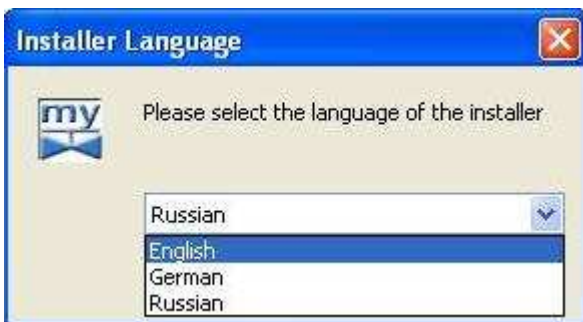 Installer Language
my
Please select the language of the installer
Russian
English
German
Russian